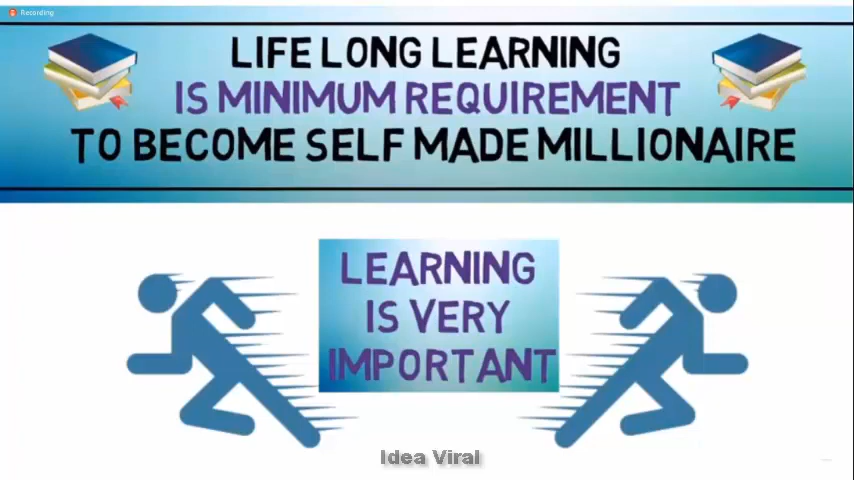 Recording
LIFE LONG LEARNING
IS MINIMUM REQUIREMENT
TO BECOME SELF MADE MILLIONAIRE
LEARNING
IS VERY
IMPORTANT
Idea Viral